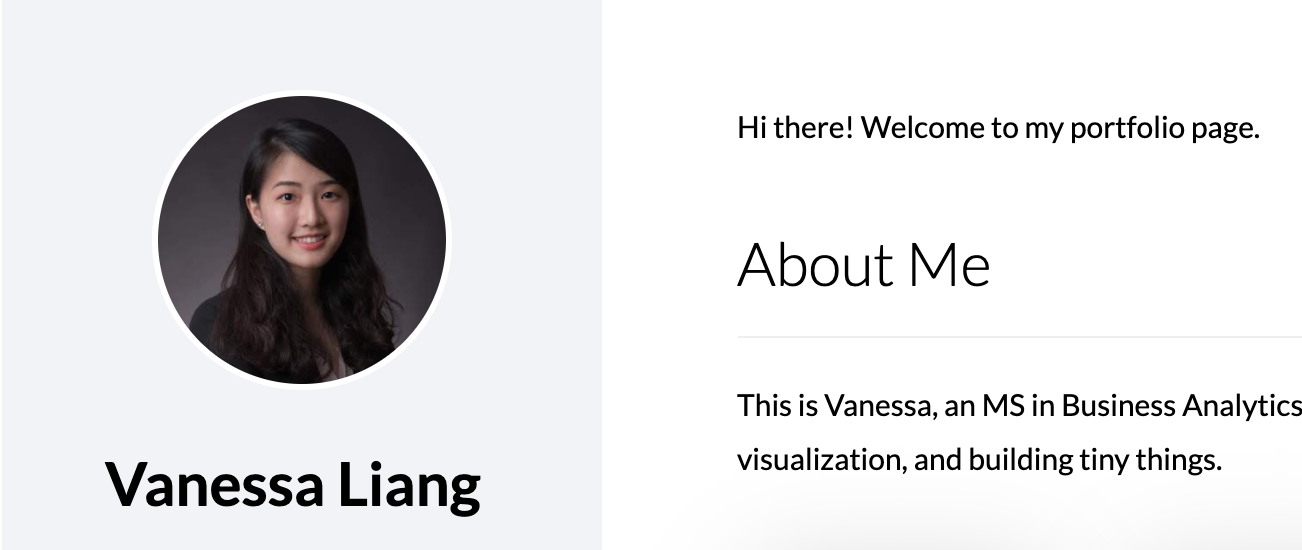 Hi there! Welcome to my portfolio page.
About Me
This is Vanessa, an MS in Business Analytics
visualization, and building tiny things.
Vanessa Liang